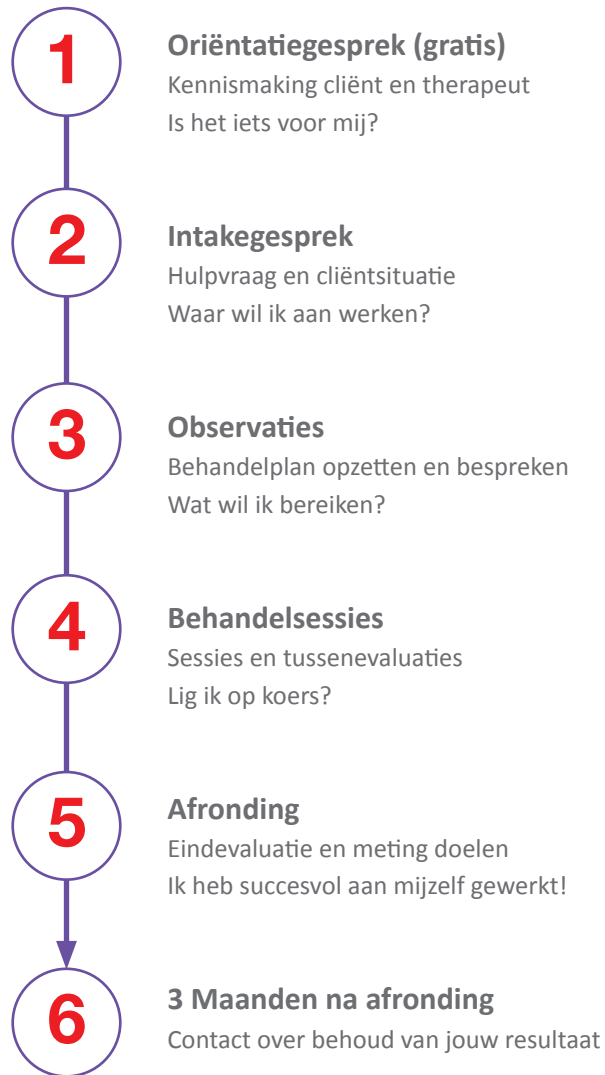 1
Oriëntatiegesprek (gratis)
Kennismaking cliënt en therapeut
Is het iets voor mij?
2
Intakegesprek
Hulpvraag en cliëntsituatie
Waar wil ik aan werken?
3
Observaties
Behandelplan opzetten en bespreken
Wat wil ik bereiken?
4
Behandelsessies
Sessies en tussenevaluaties
Lig ik op koers?
5
Afronding
Eindevaluatie en meting doelen
Ik heb succesvol aan mijzelf gewerkt!
6
3 Maanden na afronding
Contact over behoud van jouw resultaat